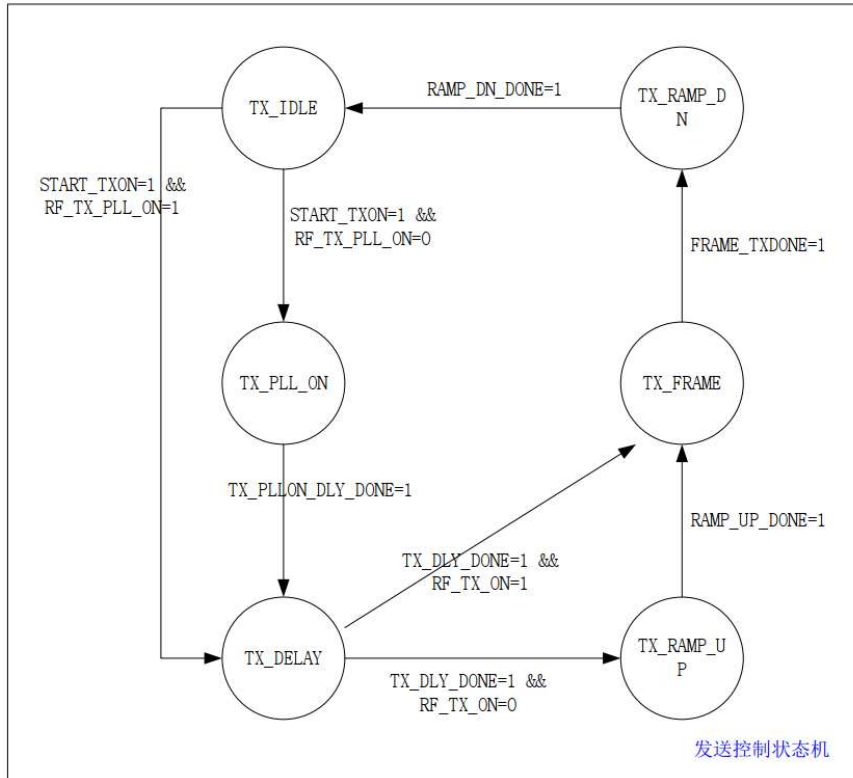 TX_IDLE
RAMP_DN_DONE=1
TX_RAMP_D
N
START_TXON=1 &&
RF_TX_PLL_ON=1
START_TXON=1 &&
RF_TX_PLL_ON=0
FRAME_TXDONE=1
TX_PLL_ON
TX_FRAME
TX_PLLON_DLY_DONE=1
RAMP_UP_DONE=1
TX_DLY_DONE=1 &&
RF_TX_ON=1
TX_DELAY
TX_RAMP_U
P
TX_DLY_DONE=1 &&
RF_TX_ON=0
发送控制状态机